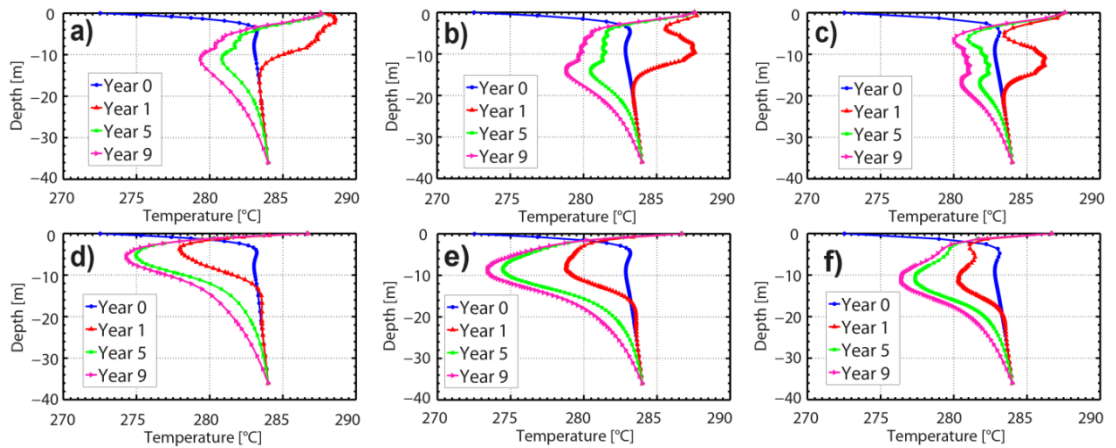 a)
Depth [m]
0
−10
−20
−30
−40
Year 0
Year 1
Year 5
Year 9
270 275 280 285 290
Temperature [°C]
b)
Depth [m]
0
−10
−20
−30
−40
Year 0
Year 1
Year 5
Year 9
270 275 280 285 290
Temperature [°C]
c)
Depth [m]
0
−10
−20
−30
−40
Year 0
Year 1
Year 5
Year 9
270 275 280 285 290
Temperature [°C]
d)
Depth [m]
0
−10
−20
−30
−40
Year 0
Year 1
Year 5
Year 9
270 275 280 285 290
Temperature [°C]
e)
Depth [m]
0
−10
−20
−30
−40
Year 0
Year 1
Year 5
Year 9
270 275 280 285 290
Temperature [°C]
f)
Depth [m]
0
−10
−20
−30
−40
Year 0
Year 1
Year 5
Year 9
270 275 280 285 290
Temperature [°C]